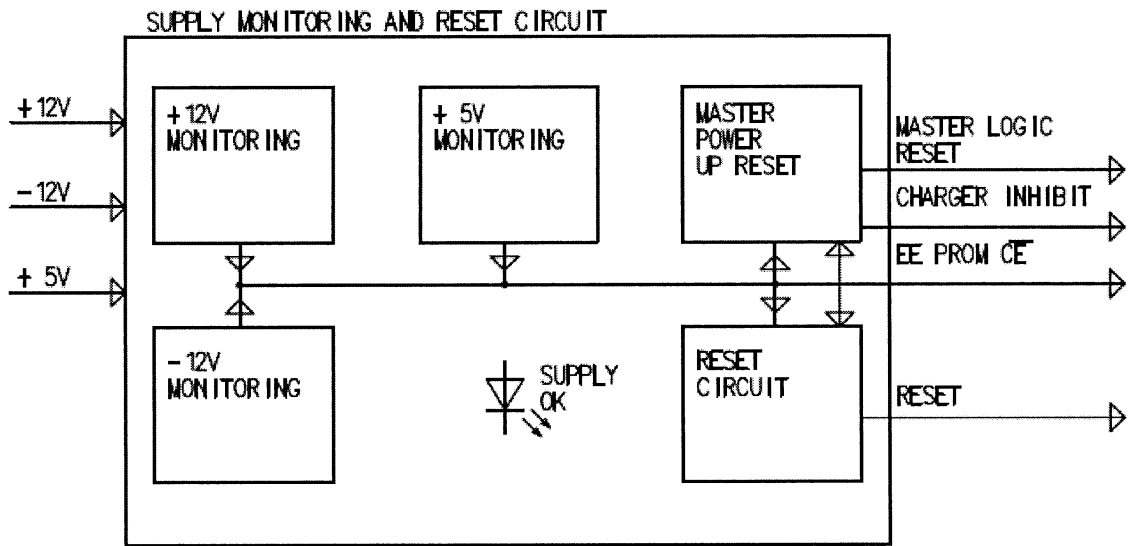 SUPPLY MONITORING AND RESET CIRCUIT
+12V
-12V
+ 5V
+12V
MONITORING
+ 5V
MONITORING
MASTER
POWER
UP RESET
MASTER LOGIC
RESET
CHARGER INHIBIT
EE PROM C̅E̅
-12V
MONITORING
SUPPLY
OK
RESET
CIRCUIT
RESET